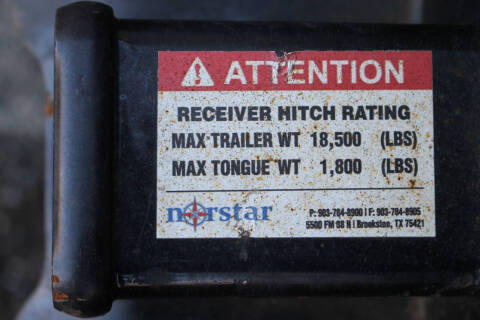 ATTENTION
RECEIVER HITCH RATING
MAX TRAILER WT 18,500 (LBS)
MAX TONGUE WT 1,800 (LBS)
norstar
P: 903-784-8900 | F: 903-784-8905
5500 FM 98 N | Brookston, TX 75421